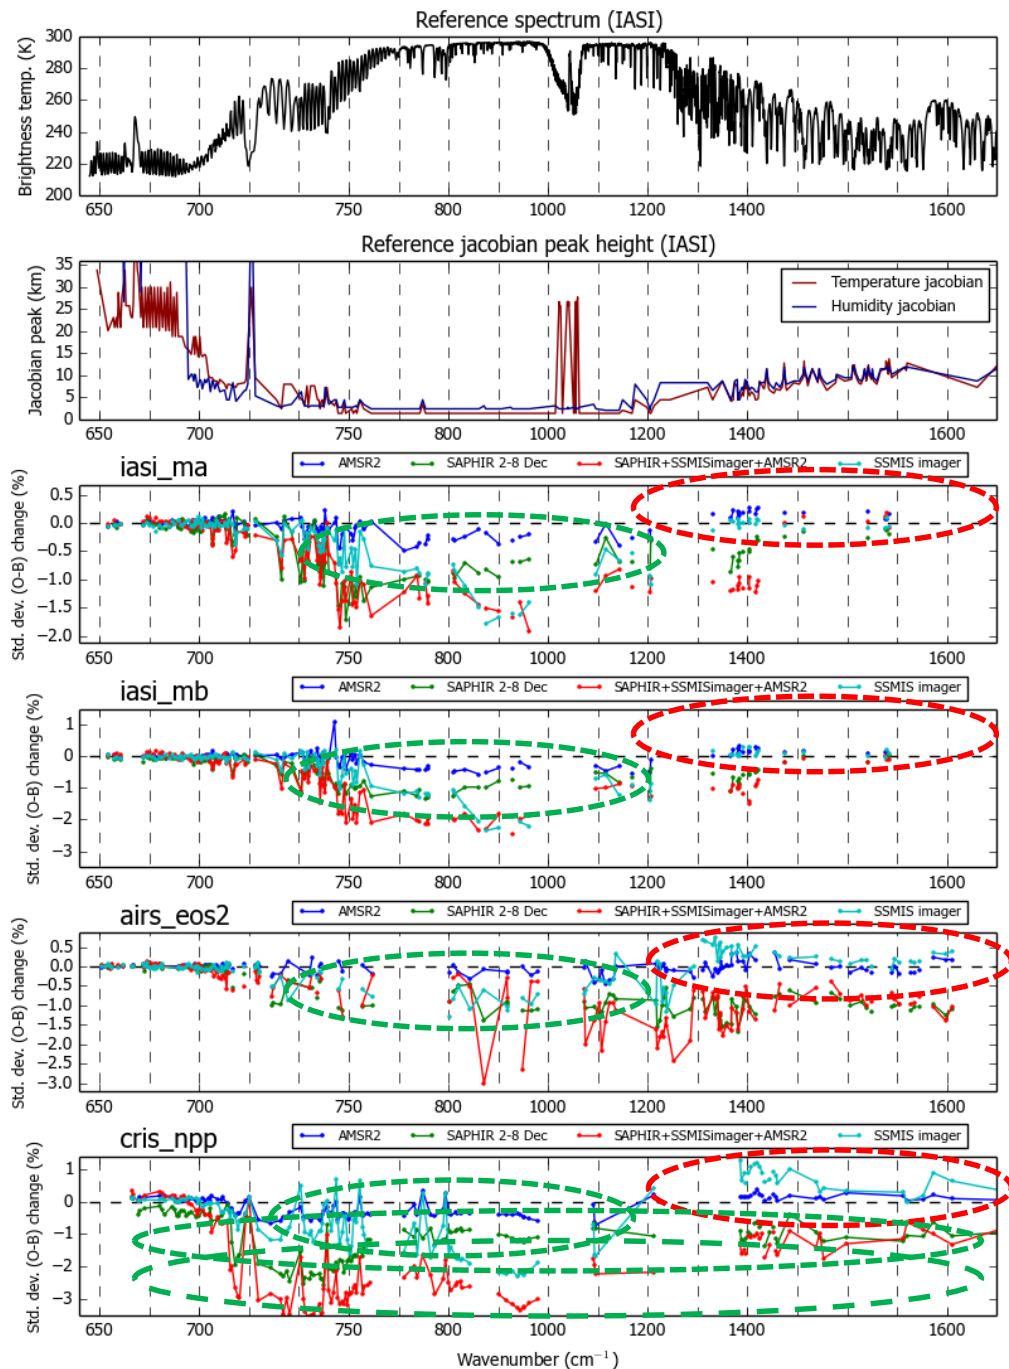 Reference spectrum (IASI)
Brightness temp. (K)
300
280
260
240
220
200
650 700 750 800 1000 1200 1400 1600
Reference jacobian peak height (IASI)
Jacobian peak (km)
35
30
25
20
15
10
5
0
Temperature jacobian
Humidity jacobian
650 700 750 800 1000 1200 1400 1600
iasi_ma
AMSR2 SAPHIR 2-8 Dec SAPHIR+SSMISimager+AMSR2 SSMIS imager
Std. dev. (O-B) change (%)
0.5
0.0
−0.5
−1.0
−1.5
−2.0
650 700 750 800 1000 1200 1400 1600
iasi_mb
AMSR2 SAPHIR 2-8 Dec SAPHIR+SSMISimager+AMSR2 SSMIS imager
Std. dev. (O-B) change (%)
1
0
−1
−2
−3
650 700 750 800 1000 1200 1400 1600
airs_eos2
AMSR2 SAPHIR 2-8 Dec SAPHIR+SSMISimager+AMSR2 SSMIS imager
Std. dev. (O-B) change (%)
0.5
0.0
−0.5
−1.0
−1.5
−2.0
−2.5
−3.0
650 700 750 800 1000 1200 1400 1600
cris_npp
AMSR2 SAPHIR 2-8 Dec SAPHIR+SSMISimager+AMSR2 SSMIS imager
Std. dev. (O-B) change (%)
1
0
−1
−2
−3
650 700 750 800 1000 1200 1400 1600
Wavenumber (cm⁻¹)